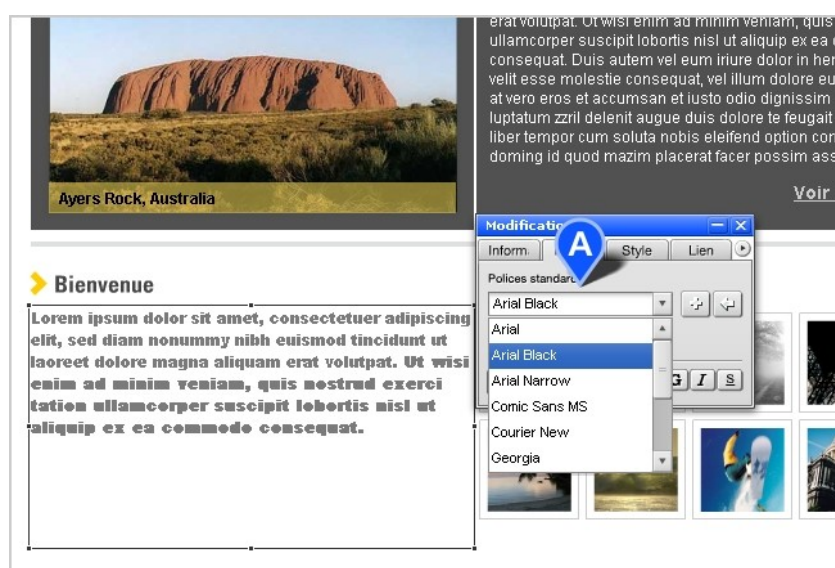 erat volutpat. Ut wisi enim ad minim veniam, quis
ullamcorper suscipit lobortis nisl ut aliquip ex ea
consequat. Duis autem vel eum iriure dolor in
velit esse molestie consequat, vel illum dolore eu
at vero eros et accumsan et iusto odio dignissim
luptatum zzril delenit augue duis dolore te feugait
liber tempor cum soluta nobis eleifend option
doming id quod mazim placerat facer possim
Voir
Ayers Rock, Australia
Modificatio
Inform
Style
Lien
A
Polices standar
Arial Black
Arial
Arial Black
Arial Narrow
Comic Sans MS
Courier New
Georgia
G I S
Bienvenue
Lorem ipsum dolor sit amet, consectetuer adipiscing
elit, sed diam nonummy nibh euismod tincidunt ut
laoreet dolore magna aliquam erat volutpat. Ut wisi
enim ad minim veniam, quis nostrud exerci
tation ullamcorper suscipit lobortis nisl ut
aliquip ex ea commodo consequat.